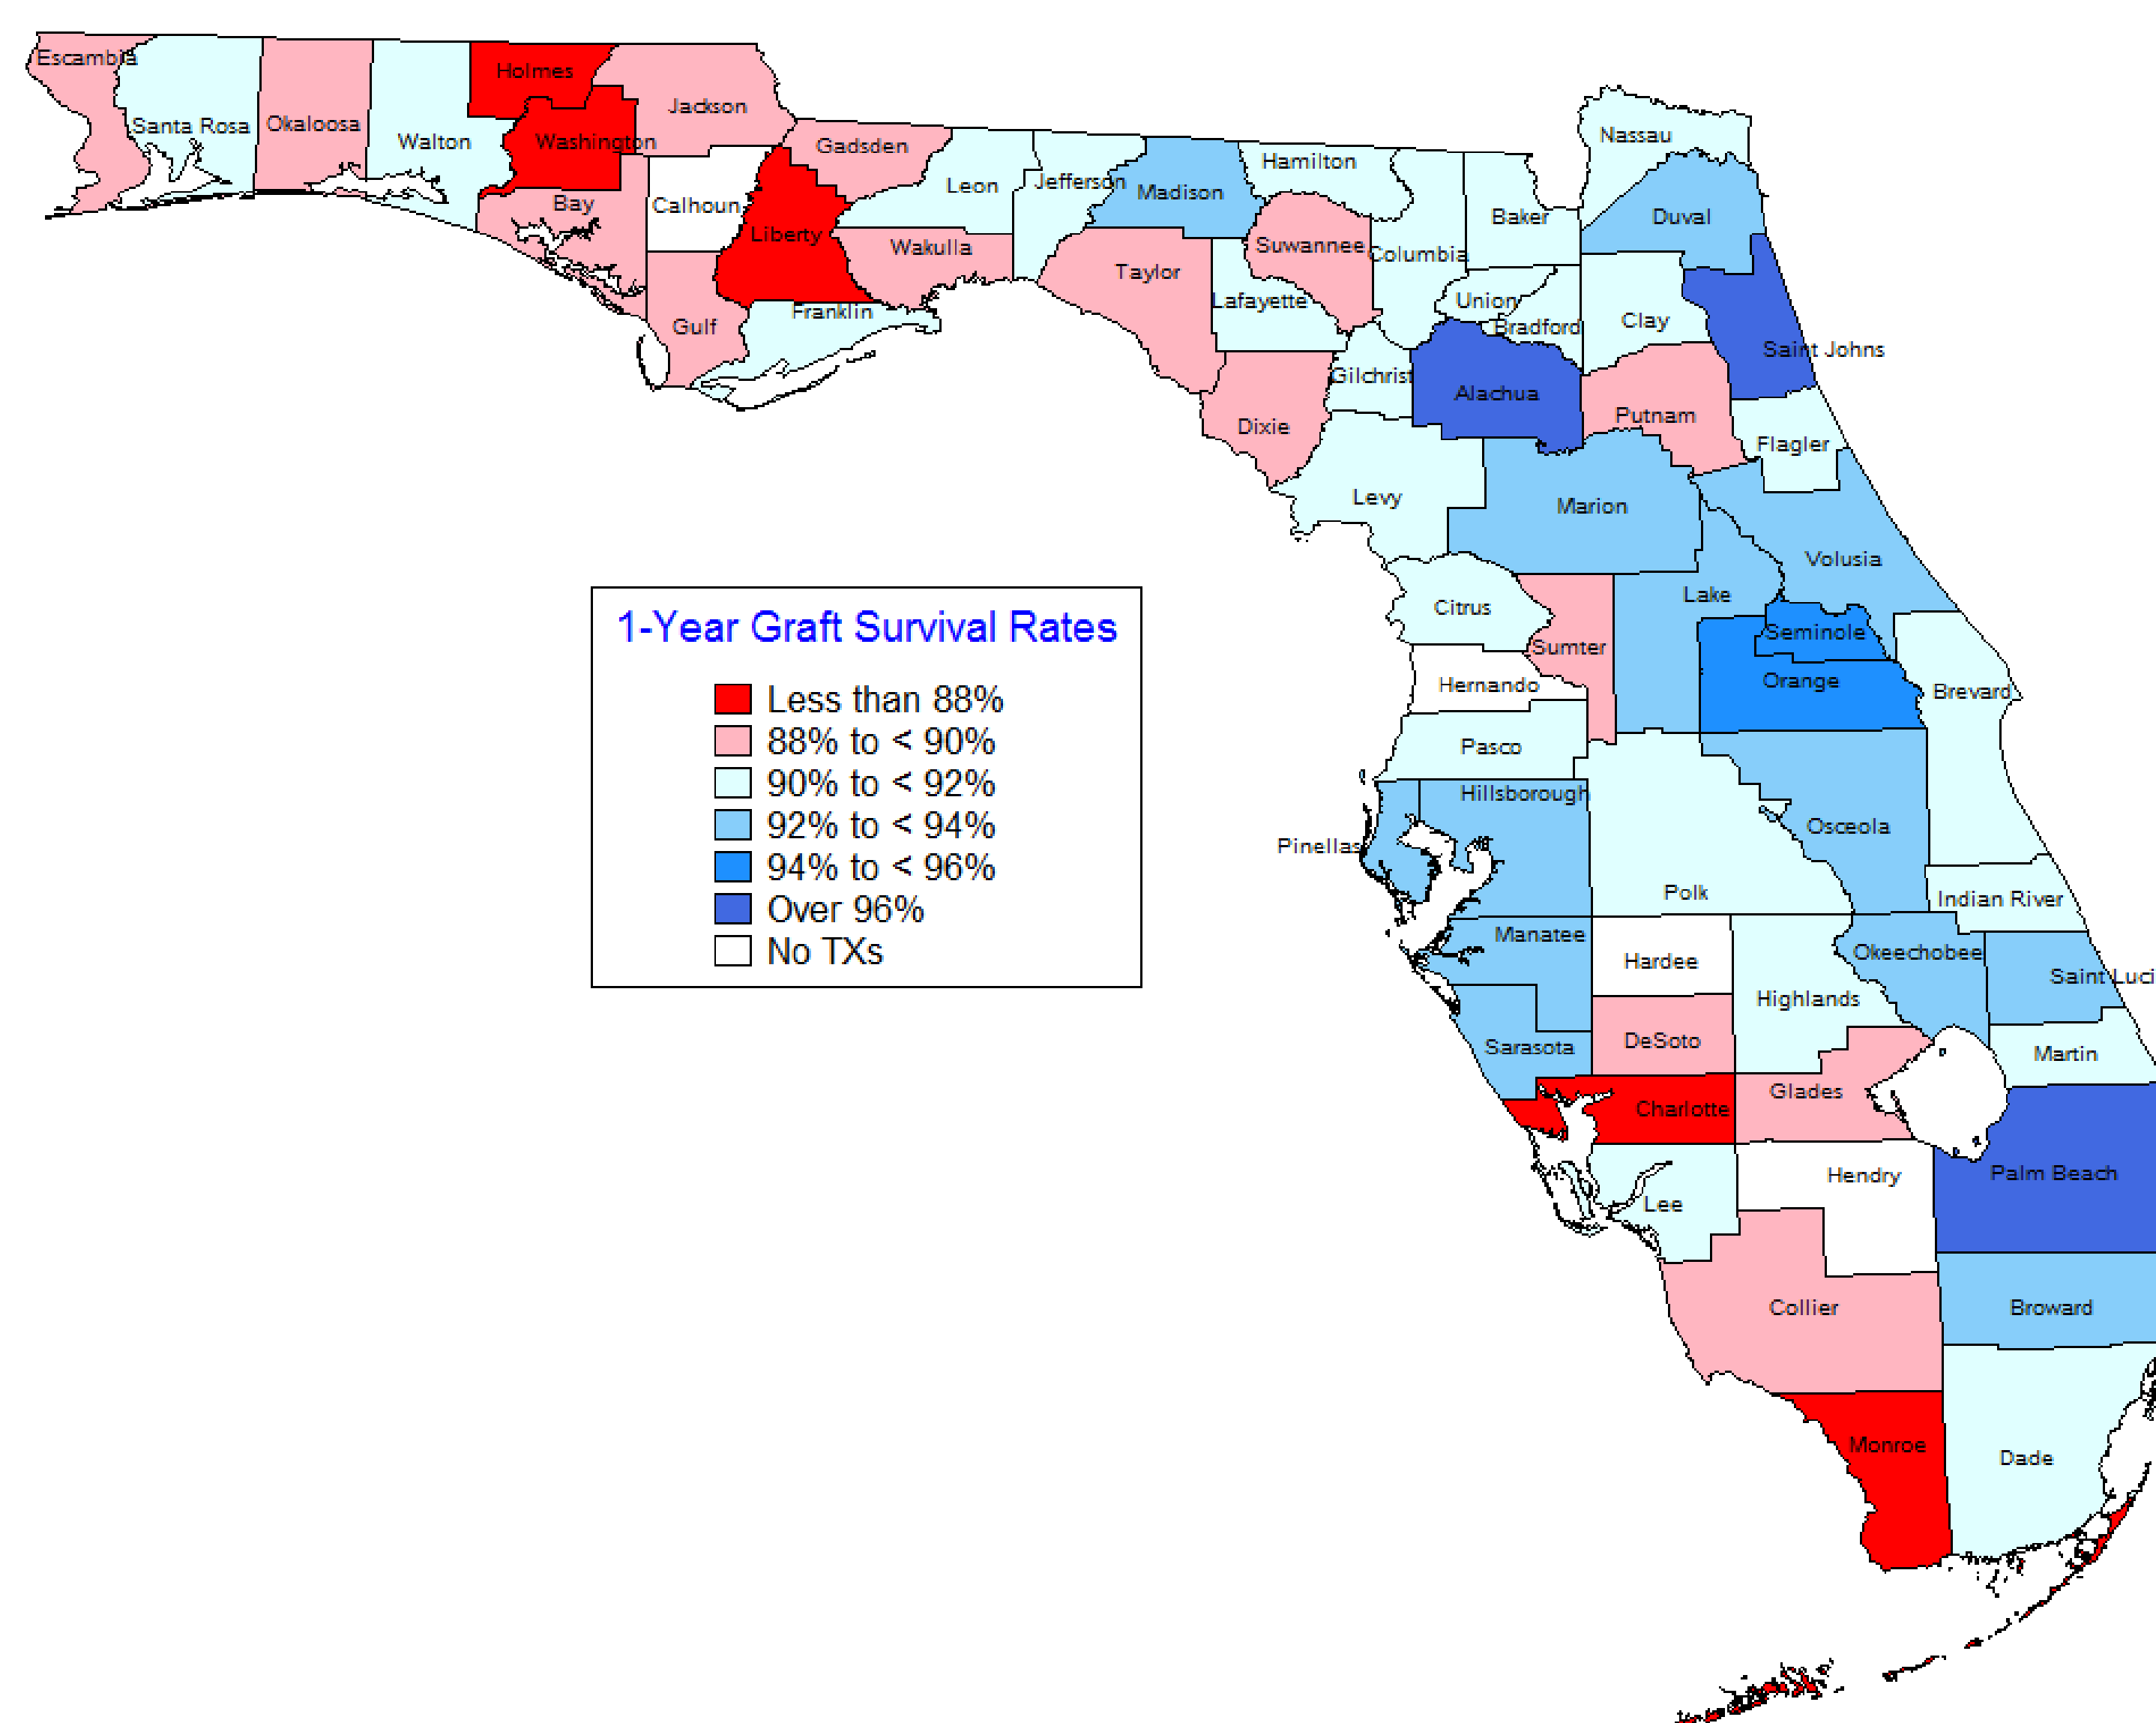 Escambia
Holmes
Jackson
Santa Rosa
Okaloosa
Walton
Washington
Gadsden
Nassau
Hamilton
Leon
Jefferson
Madison
Bay
Calhoun
Baker
Duval
Liberty
Wakulla
Suwannee
Columbia
Taylor
Lafayette
Union
Franklin
Gulf
Bradford
Clay
Saint Johns
Gilchrist
Alachua
Dixie
Putnam
Flagler
Levy
Marion
Volusia
Citrus
Lake
1-Year Graft Survival Rates
Seminole
Sumter
Hernando
Orange
Brevard
Less than 88%
88% to < 90%
Pasco
90% to < 92%
Hillsborough
92% to < 94%
Osceola
Pinellas
94% to < 96%
Polk
Indian River
Over 96%
Manatee
No TXs
Hardee
Okeechobee
Saint Luci
Highlands
Sarasota
DeSoto
Martin
Glades
Charlotte
Hendry
Palm Beach
Lee
Collier
Broward
Monroe
Dade